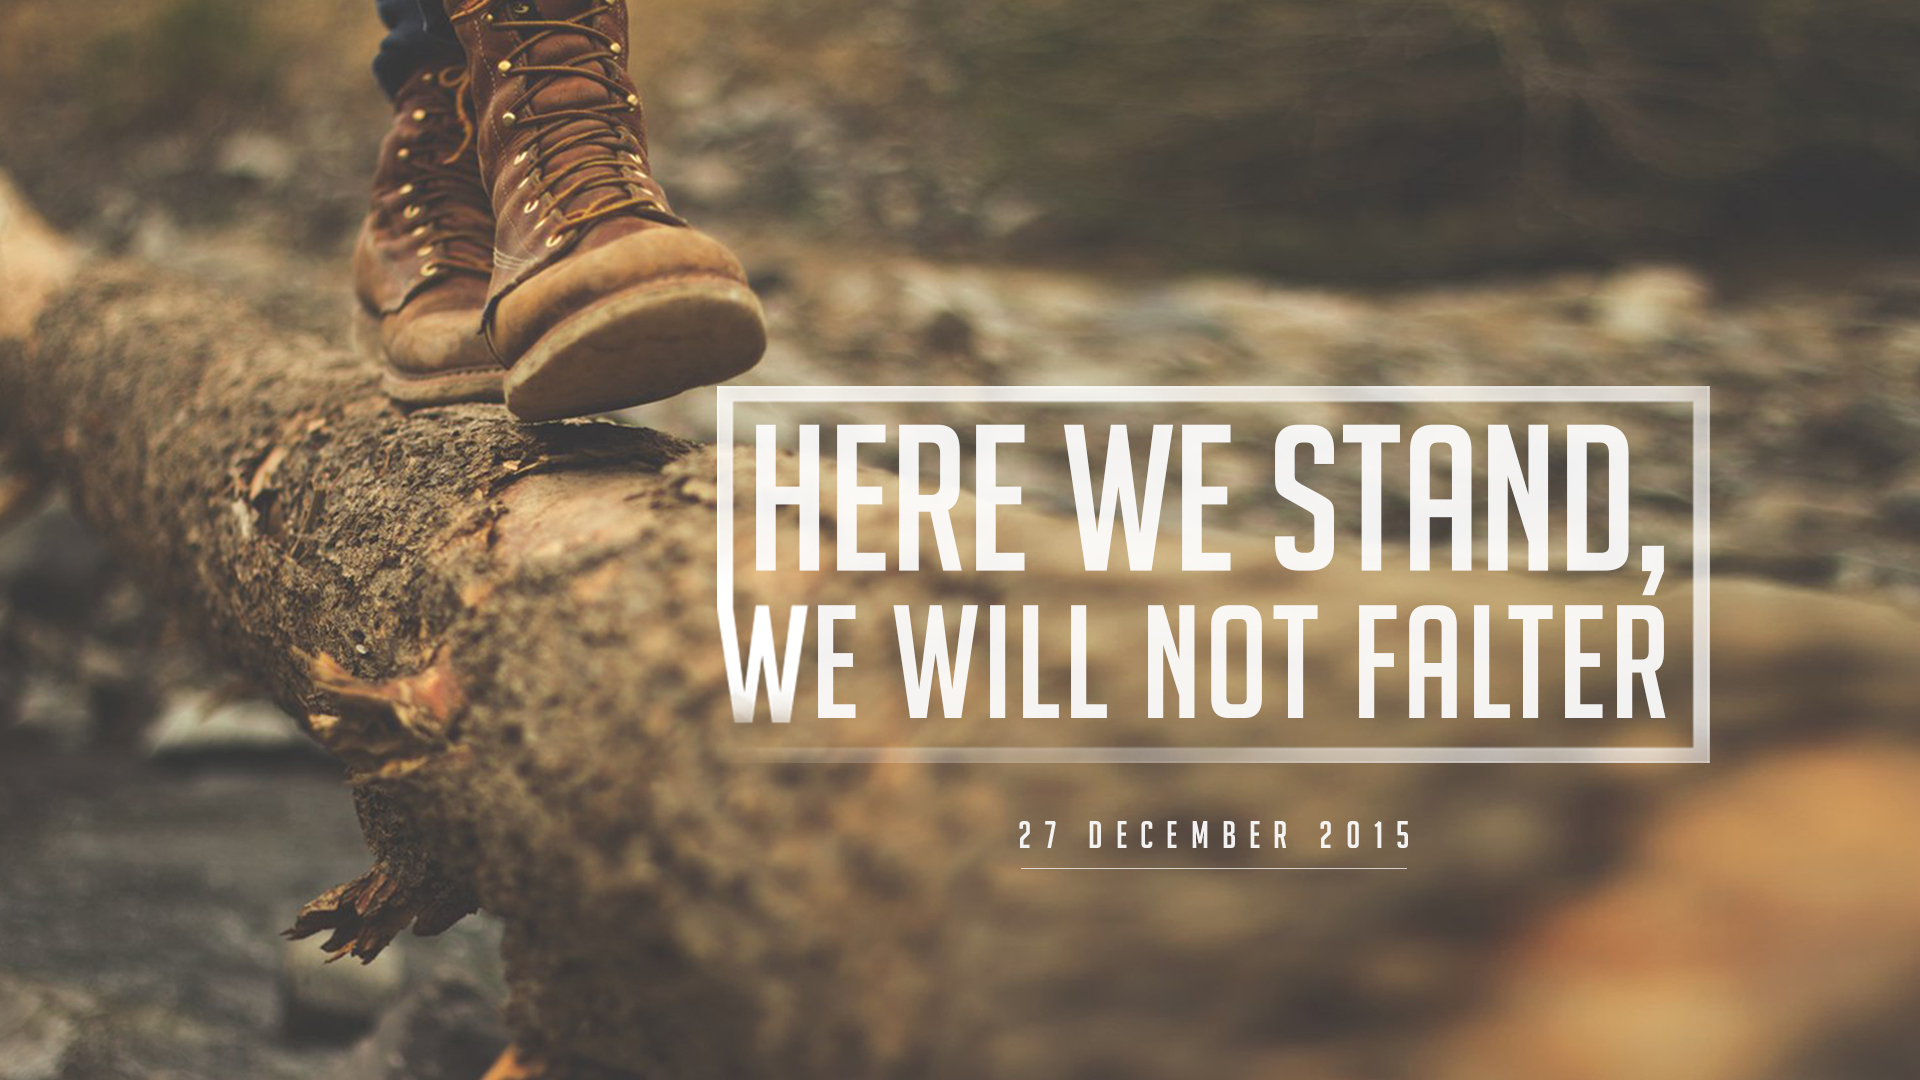 HERE WE STAND,
WE WILL NOT FALTER
27 DECEMBER 2015